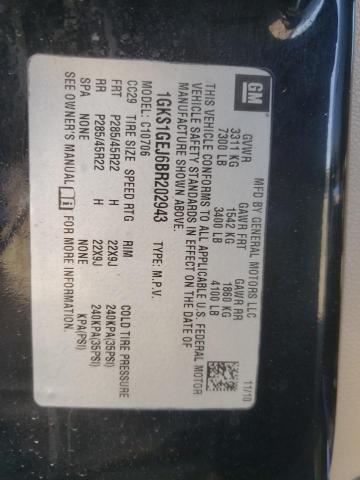 GM
MFD BY GENERAL MOTORS LLC
11/10
GVWR GAWR FRT GAWR RR
3311 KG 1542 KG 1860 KG
7300 LB 3400 LB 4100 LB
THIS VEHICLE CONFORMS TO ALL APPLICABLE U.S. FEDERAL MOTOR
VEHICLE SAFETY STANDARDS IN EFFECT ON THE DATE OF
MANUFACTURE SHOWN ABOVE.
1GKS1GEJ6BR202943 TYPE: M.P.V.
MODEL: C10706
CC29 TIRE SIZE SPEED RTG RIM COLD TIRE PRESSURE
FRT P285/45R22 H 22X9J 240KPA(35PSI)
RR P285/45R22 H 22X9J 240KPA(35PSI)
SPA NONE NONE KPA(PSI)
SEE OWNER'S MANUAL